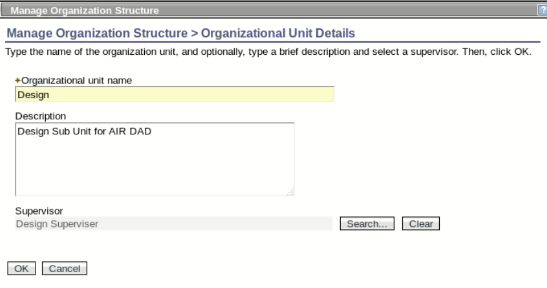 Manage Organization Structure
?
Manage Organization Structure > Organizational Unit Details
Type the name of the organization unit, and optionally, type a brief description and select a supervisor. Then, click OK.
+Organizational unit name
Design
Description
Design Sub Unit for AIR DAD
Supervisor
Design Superviser Search... Clear
OK Cancel